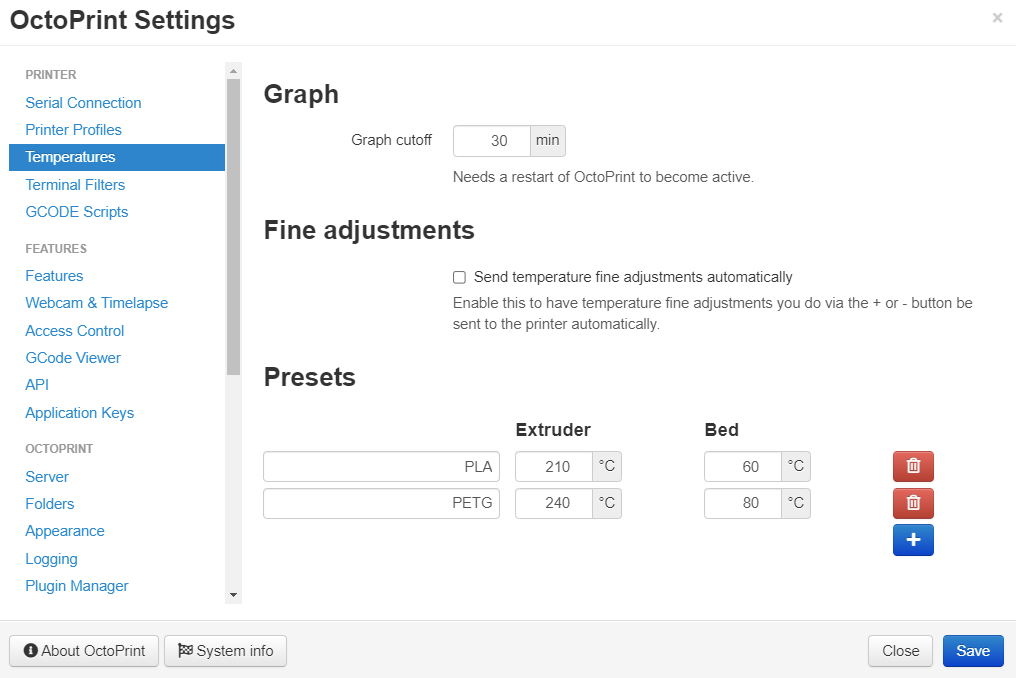 OctoPrint Settings
×
PRINTER
Serial Connection
Printer Profiles
Temperatures
Terminal Filters
GCODE Scripts
FEATURES
Features
Webcam & Timelapse
Access Control
GCode Viewer
API
Application Keys
OCTOPRINT
Server
Folders
Appearance
Logging
Plugin Manager
Graph
Graph cutoff 30 min
Needs a restart of OctoPrint to become active.
Fine adjustments
Send temperature fine adjustments automatically
Enable this to have temperature fine adjustments you do via the + or - button be
sent to the printer automatically.
Presets
Extruder Bed
PLA 210 °C 60 °C
PETG 240 °C 80 °C
+
About OctoPrint System info Close Save